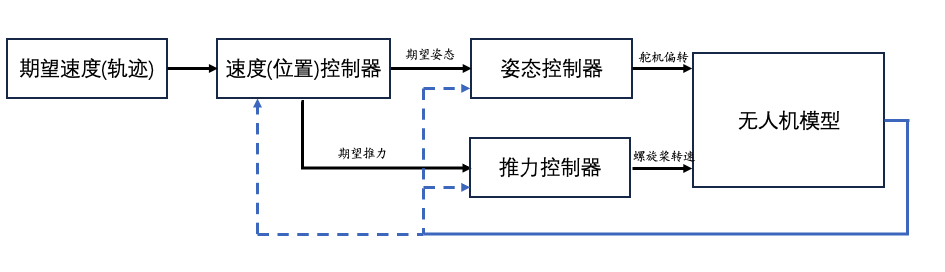 期望速度(轨迹)
速度(位置)控制器
期望姿态
姿态控制器
舵机偏转
无人机模型
期望推力
推力控制器
螺旋桨转速